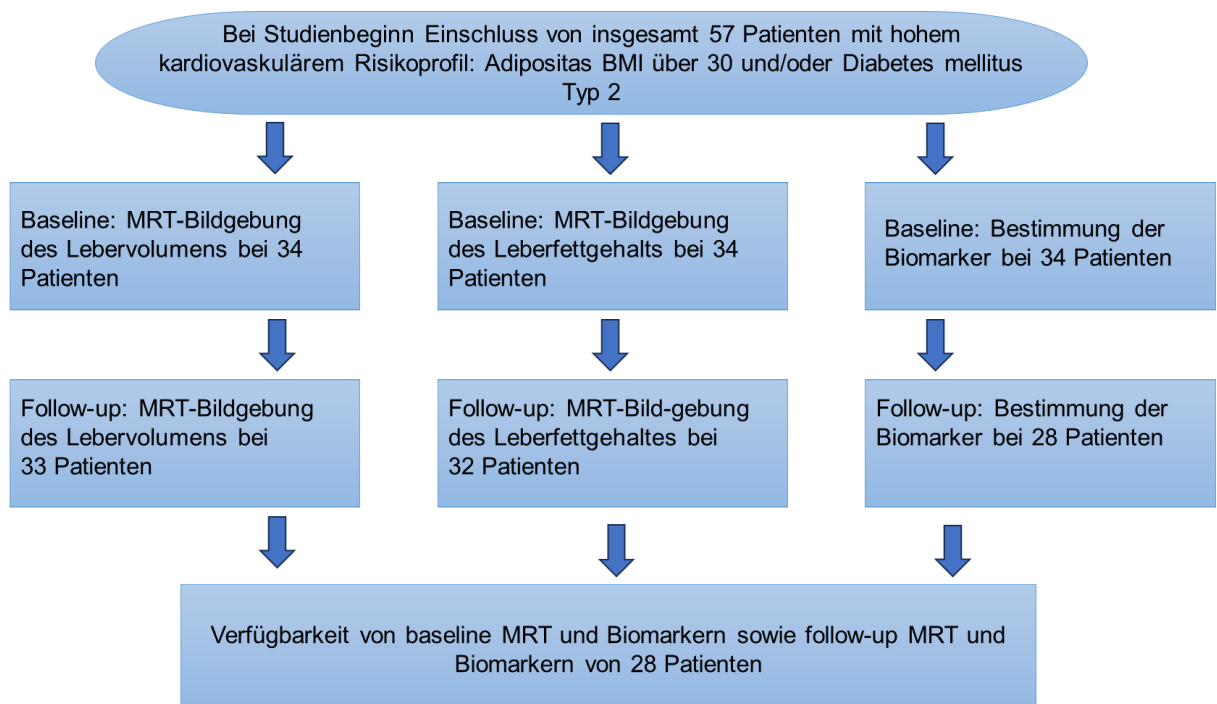 Bei Studienbeginn Einschluss von insgesamt 57 Patienten mit hohem
kardiovaskulärem Risikoprofil: Adipositas BMI über 30 und/oder Diabetes mellitus
Typ 2
Baseline: MRT-Bildgebung
des Lebervolumens bei 34
Patienten
Baseline: MRT-Bildgebung
des Leberfettgehalts bei 34
Patienten
Baseline: Bestimmung der
Biomarker bei 34 Patienten
Follow-up: MRT-Bildgebung
des Lebervolumens bei
33 Patienten
Follow-up: MRT-Bild-gebung
des Leberfettgehaltes bei
32 Patienten
Follow-up: Bestimmung der
Biomarker bei 28 Patienten
Verfügbarkeit von baseline MRT und Biomarkern sowie follow-up MRT und
Biomarkern von 28 Patienten